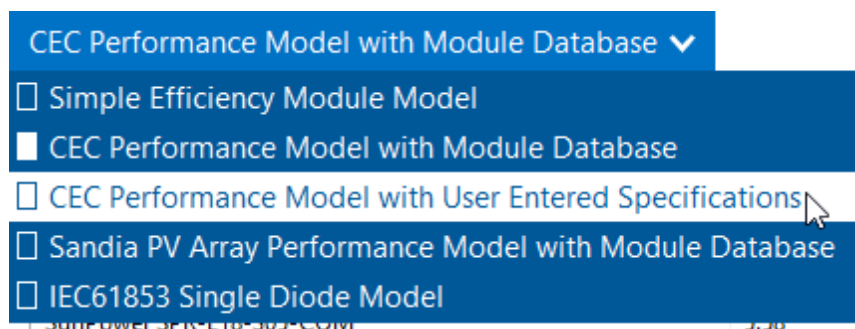 CEC Performance Model with Module Database
Simple Efficiency Module Model
CEC Performance Model with Module Database
CEC Performance Model with User Entered Specifications
Sandia PV Array Performance Model with Module Database
IEC61853 Single Diode Model